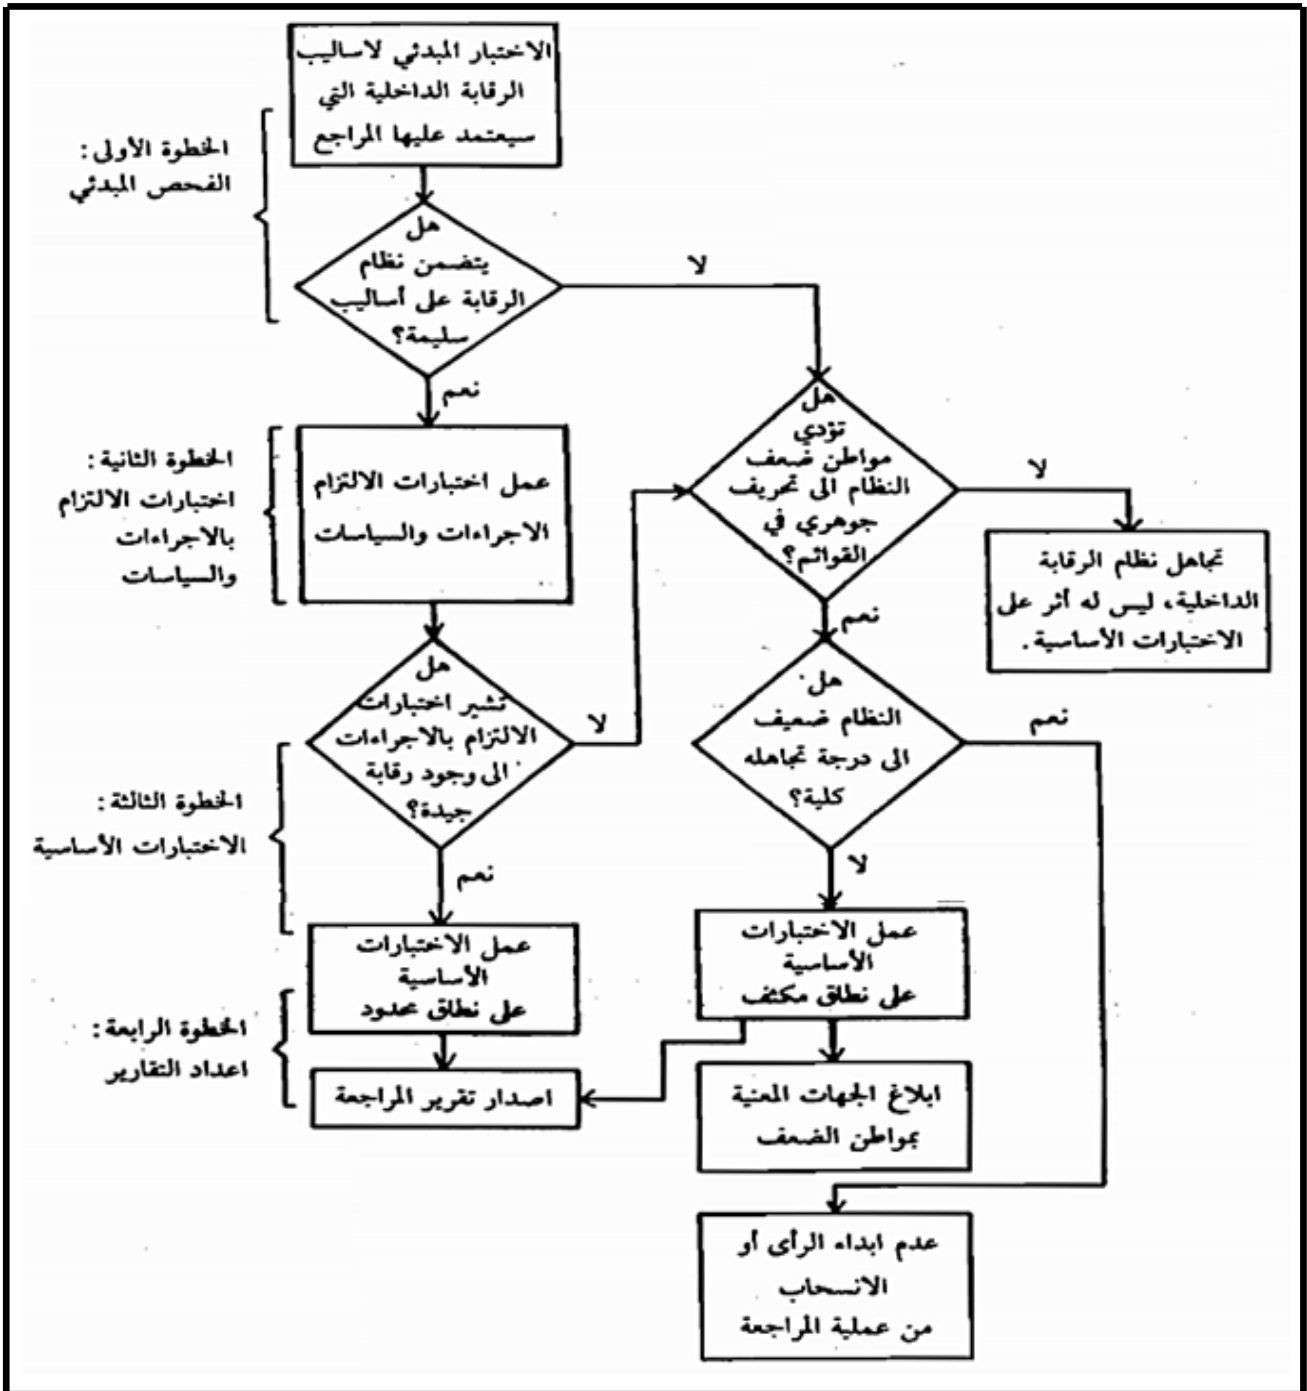 الاختبار المبدئي لاساليب
الرقابة الداخلية التي
سيعتمد عليها المراجع
الخطوة الأولى :
الفحص المبدئي
هل
يتضمن نظام
الرقابة على أساليب
سليمة؟
لا
نعم
هل
تؤدي
مواطن ضعف
النظام الى تحريف
جوهري في
القوائم؟
لا
نعم
تجاهل نظام الرقابة
الداخلية، ليس له أثر على
الاختبارات الأساسية .
الخطوة الثانية :
اختبارات الالتزام
بالاجراءات
والسياسات
عمل اختبارات الالتزام
الاجراءات والسياسات
هل
تشير اختبارات
الالتزام بالاجراءات
الى وجود رقابة
جيدة؟
لا
نعم
هل
النظام ضعيف
الى درجة تجاهله
كلية؟
نعم
لا
الخطوة الثالثة :
الاختبارات الأساسية
عمل الاختبارات
الأساسية
على نطاق محدود
عمل الاختبارات
الأساسية
على نطاق مكثف
الخطوة الرابعة :
اعداد التقارير
اصدار تقرير المراجعة
ابلاغ الجهات المعنية
بمواطن الضعف
عدم ابداء الرأى أو
الانسحاب
من عملية المراجعة